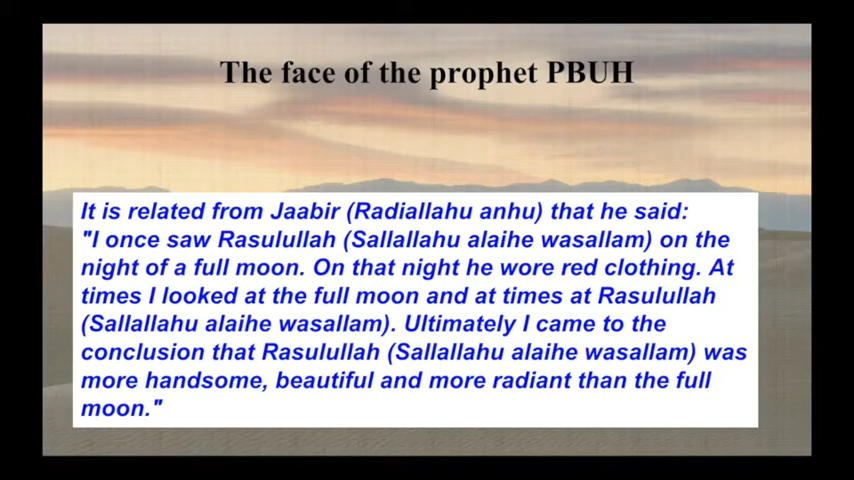 The face of the prophet PBUH
It is related from Jaabir (Radiallahu anhu) that he said:
"I once saw Rasulullah (Sallallahu alaihe wasallam) on the
night of a full moon. On that night he wore red clothing. At
times I looked at the full moon and at times at Rasulullah
(Sallallahu alaihe wasallam). Ultimately I came to the
conclusion that Rasulullah (Sallallahu alaihe wasallam) was
more handsome, beautiful and more radiant than the full
moon."